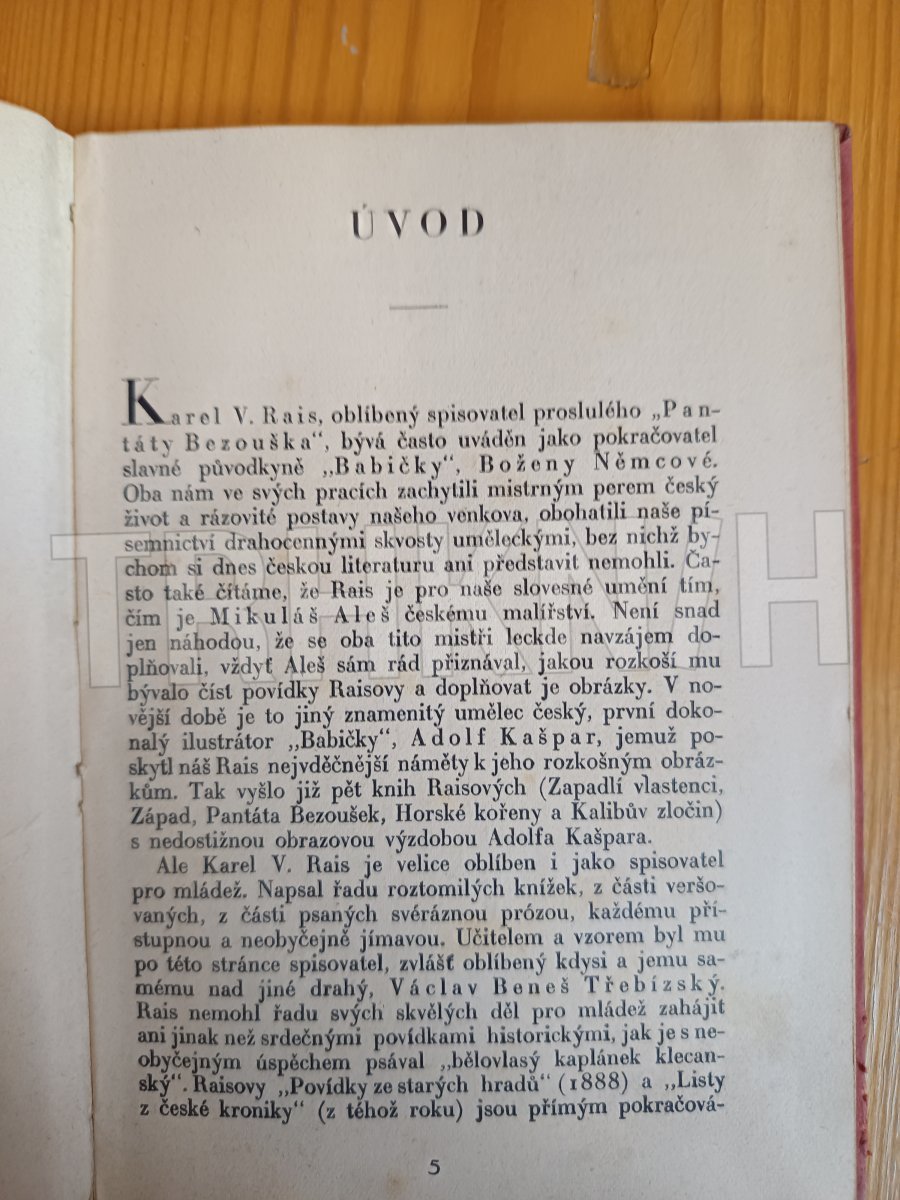 ÚVOD
Karel V. Rais, oblíbený spisovatel proslulého „Pan-
táty Bezouška“, bývá často uváděn jako pokračovatel
slavné původkyně „Babičky“, Boženy Němcové.
Oba nám ve svých pracích zachytili mistrným perem český
život a rázovité postavy našeho venkova, obohatili naše pí-
semnictví drahocennými skvosty uměleckými, bez nichž by-
chom si dnes českou literaturu ani představit nemohli. Ča-
sto také čítáme, že Rais je pro naše slovesné umění tím,
čím je Mikuláš Aleš českému malířství. Není snad
jen náhodou, že se oba tito mistři leckde navzájem do-
plňovali, vždyť Aleš sám rád přiznával, jakou rozkoší mu
bývalo číst povídky Raisovy a doplňovat je obrázky. V no-
vější době je to jiný znamenitý umělec český, první doko-
nalý ilustrátor „Babičky“, Adolf Kašpar, jemuž po-
skytl náš Rais nejvděčnější náměty k jeho rozkošným obráz-
kům. Tak vyšlo již pět knih Raisových (Zapadlí vlastenci,
Západ, Pantáta Bezoušek, Horské kořeny a Kalibův zločin)
s nedostižnou obrazovou výzdobou Adolfa Kašpara.
Ale Karel V. Rais je velice oblíben i jako spisovatel
pro mládež. Napsal řadu roztomilých knížek, z části veršo-
vaných, z části psaných svéráznou prózou, každému pří-
stupnou a neobyčejně jímavou. Učitelem a vzorem byl mu
po této stránce spisovatel, zvlášť oblíbený kdysi a jemu sa-
mému nad jiné drahý, Václav Beneš Třebízský.
Rais nemohl řadu svých skvělých děl pro mládež zahájit
ani jinak než srdečnými povídkami historickými, jak je s ne-
obyčejným úspěchem psával „bělovlasý kaplánek klecan-
ský“. Raisovy „Povídky ze starých hradů“ (1888) a „Listy
z české kroniky“ (z téhož roku) jsou přímým pokračová-
5